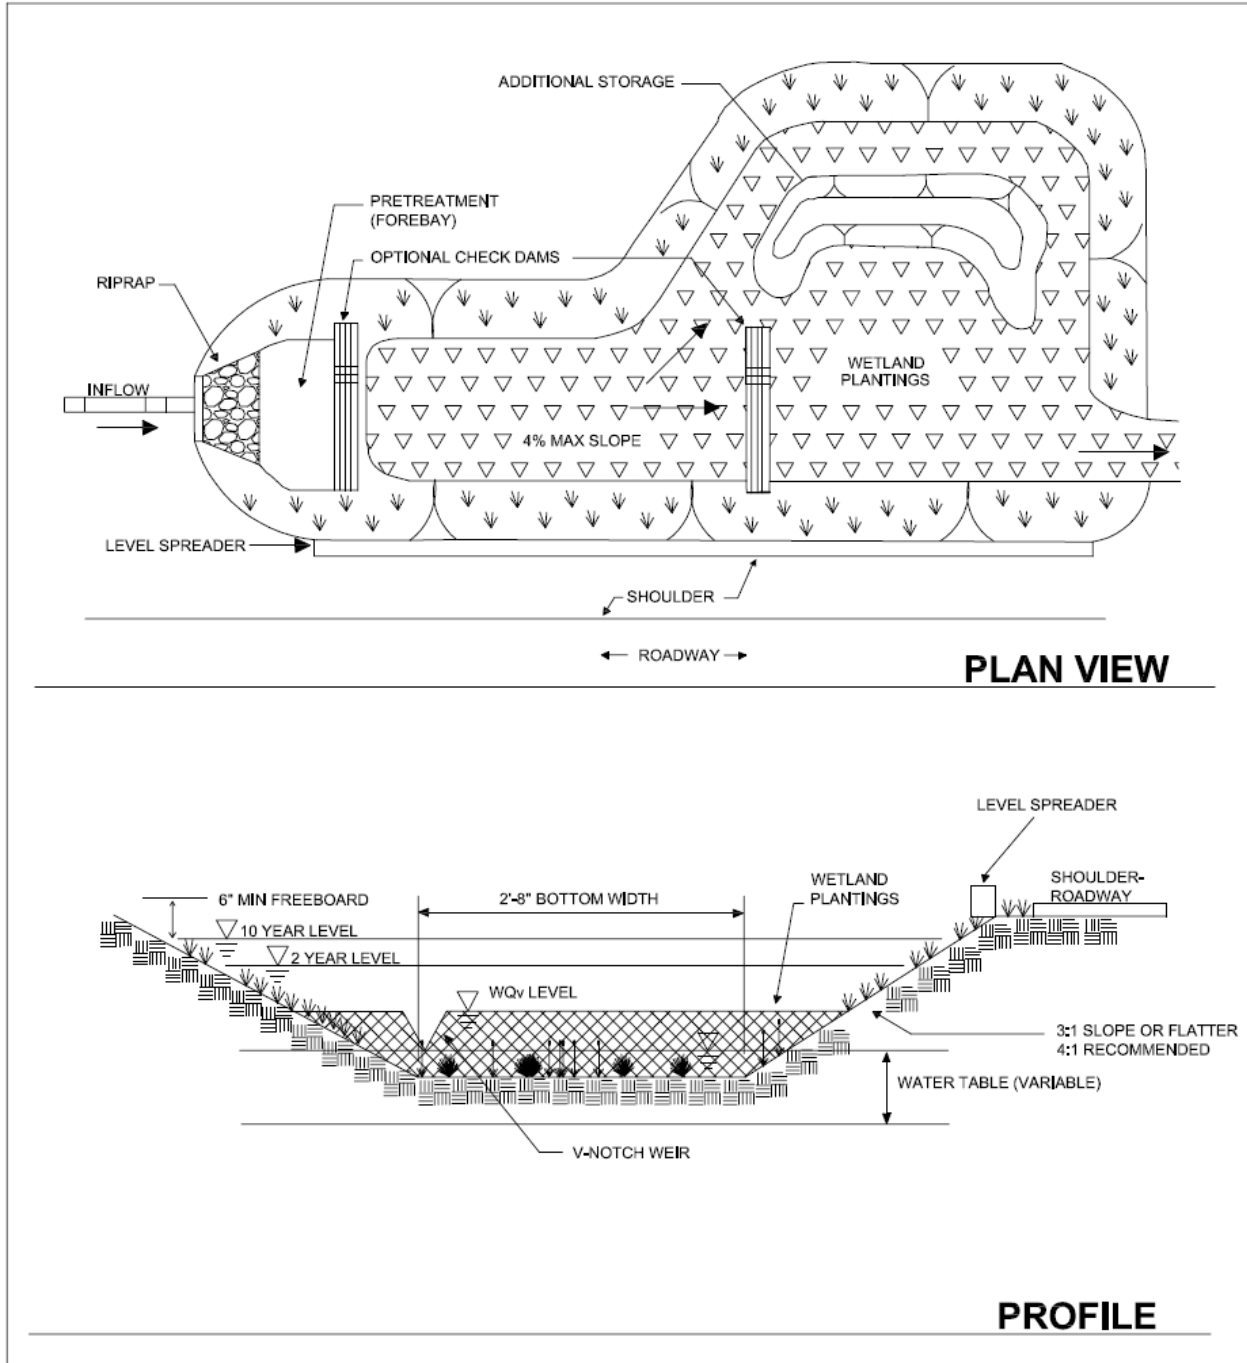 ADDITIONAL STORAGE
PRETREATMENT
(FOREBAY)
OPTIONAL CHECK DAMS
RIPRAP
INFLOW
WETLAND
PLANTINGS
4% MAX SLOPE
LEVEL SPREADER
SHOULDER
ROADWAY
PLAN VIEW
LEVEL SPREADER
WETLAND
PLANTINGS
SHOULDER-
ROADWAY
6" MIN FREEBOARD
2'-8" BOTTOM WIDTH
10 YEAR LEVEL
2 YEAR LEVEL
WQv LEVEL
3:1 SLOPE OR FLATTER
4:1 RECOMMENDED
WATER TABLE (VARIABLE)
V-NOTCH WEIR
PROFILE